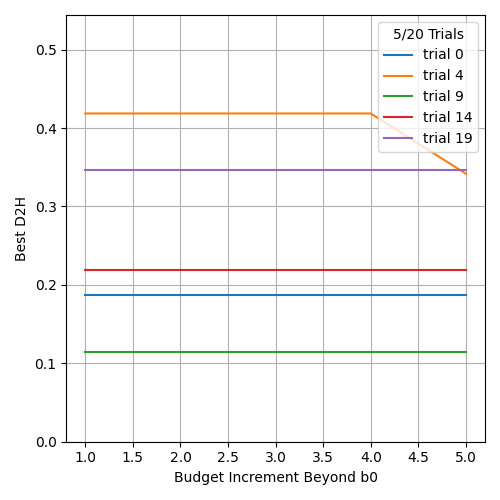 5/20 Trials
trial 0
trial 4
trial 9
trial 14
trial 19
Best D2H
0.5
0.4
0.3
0.2
0.1
0.0
1.0 1.5 2.0 2.5 3.0 3.5 4.0 4.5 5.0
Budget Increment Beyond b0